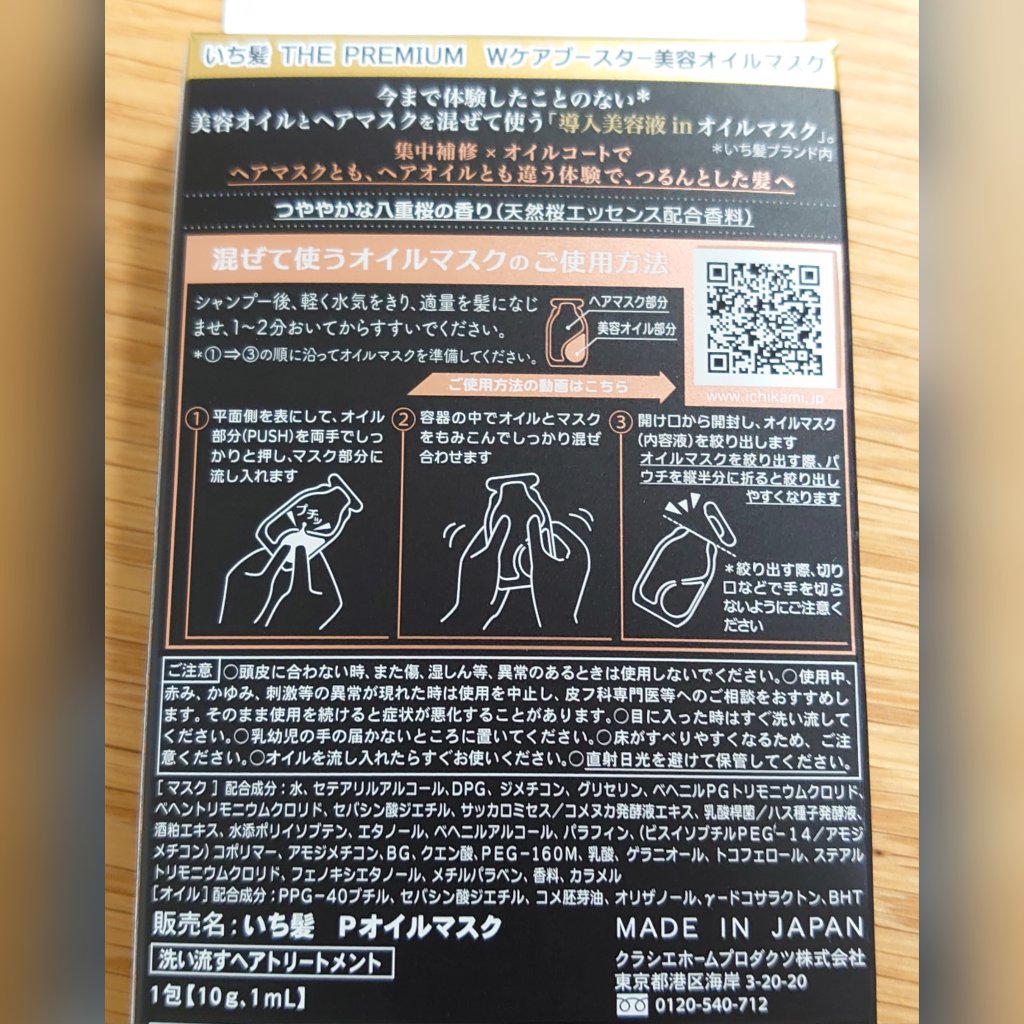 いち髪 THE PREMIUM Wケアブースター美容オイルマスク
今まで体験したことのない*
美容オイルとヘアマスクを混ぜて使う「導入美容液 in オイルマスク」。
*いち髪ブランド内
集中補修×オイルコートで
ヘアマスクとも、ヘアオイルとも違う体験で、つるんとした髪へ
つややかな八重桜の香り(天然桜エッセンス配合香料)
混ぜて使うオイルマスクのご使用方法
シャンプー後、軽く水気をきり、適量を髪になじ
ませ、1~2分おいてからすすいでください。
*①⇒③の順に沿ってオイルマスクを準備してください。
ヘアマスク部分
美容オイル部分
ご使用方法の動画はこちら
www.ichikami.jp
① 平面側を表にして、オイル
部分(PUSH)を両手でしっ
かりと押し、マスク部分に
流し入れます
プチッ
② 容器の中でオイルとマスク
をもみこんでしっかり混ぜ
合わせます
③ 開け口から開封し、オイルマスク
(内容液)を絞り出します
オイルマスクを絞り出す際、パ
ウチを縦半分に折ると絞り出し
やすくなります
*絞り出す際、切り
口などで手を切ら
ないようにご注意く
ださい
ご注意 ○頭皮に合わない時、また傷、湿しん等、異常のあるときは使用しないでください。○使用中、
赤み、かゆみ、刺激等の異常が現れた時は使用を中止し、皮フ科専門医等へのご相談をおすすめし
ます。そのまま使用を続けると症状が悪化することがあります。○目に入った時はすぐ洗い流して
ください。○乳幼児の手の届かないところに置いてください。○床がすべりやすくなるため、ご注
意ください。○オイルを流し入れたらすぐお使いください。○直射日光を避けて保管してください。
[マスク]配合成分:水、セテアリルアルコール、DPG、ジメチコン、グリセリン、ベヘニルPGトリモニウムクロリド、
ベヘントリモニウムクロリド、セバシン酸ジエチル、サッカロミセス/コメヌカ発酵液エキス、乳酸桿菌/ハス種子発酵液、
酒粕エキス、水添ポリイソブテン、エタノール、ベヘニルアルコール、パラフィン、(ビスイソブチルPEG-14/アモジ
メチコン)コポリマー、アモジメチコン、BG、クエン酸、PEG-160M、乳酸、ゲラニオール、トコフェロール、ステアル
トリモニウムクロリド、フェノキシエタノール、メチルパラベン、香料、カラメル
[オイル]配合成分:PPG-40ブチル、セバシン酸ジエチル、コメ胚芽油、オリザノール、γ-ドコサラクトン、BHT
販売名:いち髪 Pオイルマスク
洗い流すヘアトリートメント
1包【10g、1mL】
MADE IN JAPAN
クラシエホームプロダクツ株式会社
東京都港区海岸 3-20-20
0120-540-712